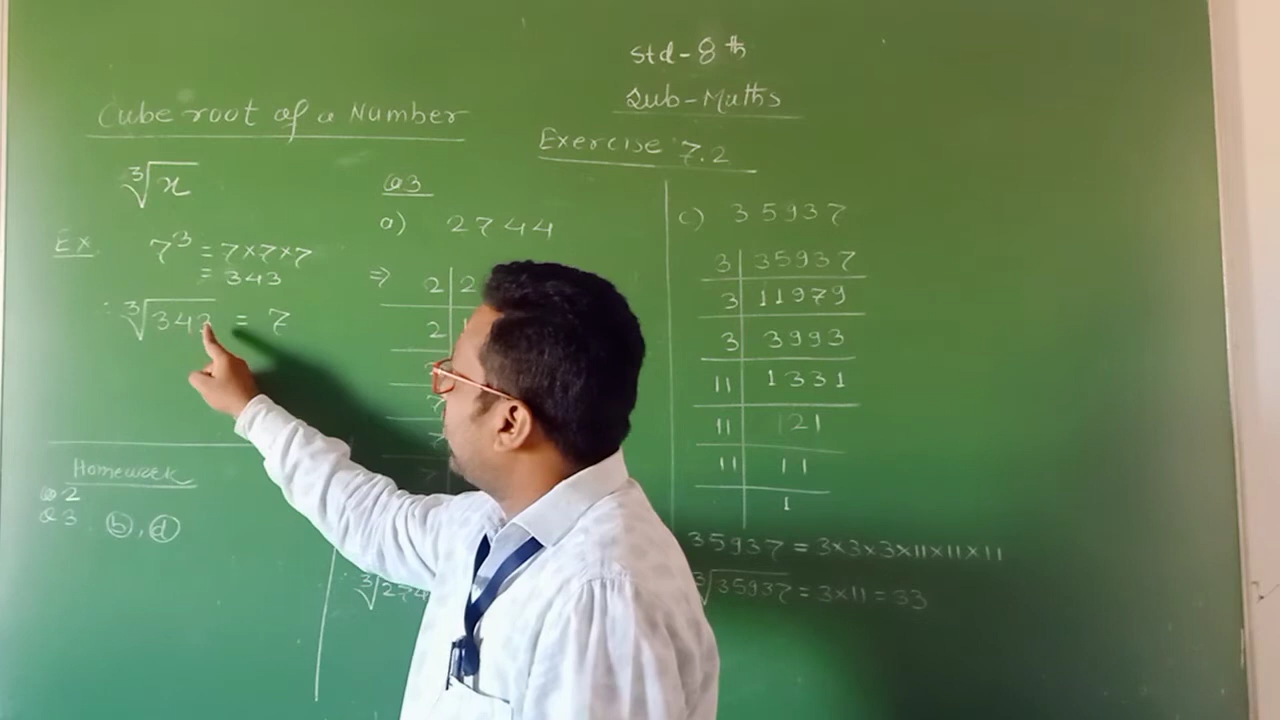 Std-8th
Sub-Maths
Exercise 7.2
Cube root of a Number
∛x
Ex. 7³ = 7×7×7
= 343
∴ ∛343 = 7
Homework
Q2
Q3. ⓑ, ⓓ
Q3
a) 2744
⇒ 2 2
2
7
7
∛274
c) 35937
3 35937
3 11979
3 3993
11 1331
11 121
11 11
1
35937 = 3×3×3×11×11×11
∛35937 = 3×11 = 33